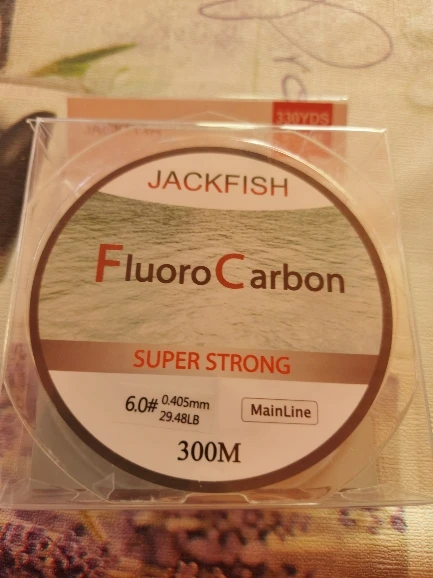 330YDS
JACKFISH
FluoroCarbon
SUPER STRONG
6.0# 0.405mm
29.48LB
MainLine
300M